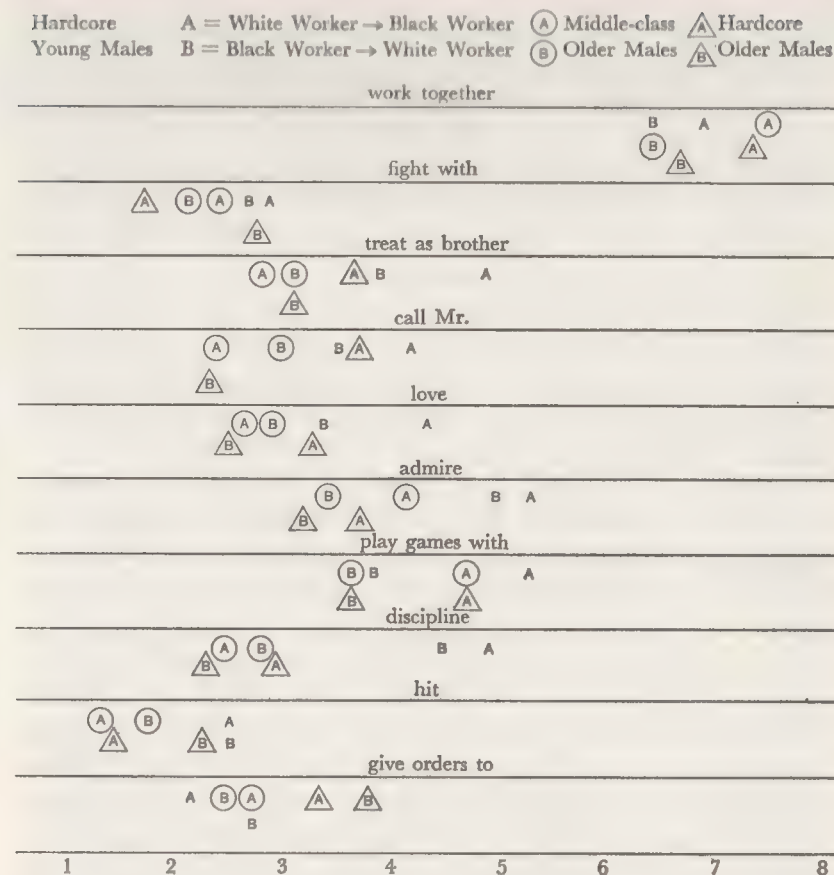 Hardcore A = White Worker → Black Worker Ⓐ Middle-class A Hardcore
Young Males B = Black Worker → White Worker Ⓑ Older Males B Older Males
work together
B A Ⓐ
Ⓑ B A
fight with
A Ⓑ Ⓐ B A
B
treat as brother
Ⓐ Ⓑ A B A
B
call Mr.
Ⓐ Ⓑ B A A
B
love
Ⓐ Ⓑ B A
B A
admire
Ⓑ Ⓐ B A
B A
play games with
Ⓑ B Ⓐ A
B A
discipline
Ⓐ Ⓑ B A
B A
hit
Ⓐ Ⓑ A
A B B
give orders to
A Ⓑ Ⓐ A B
B
1 2 3 4 5 6 7 8